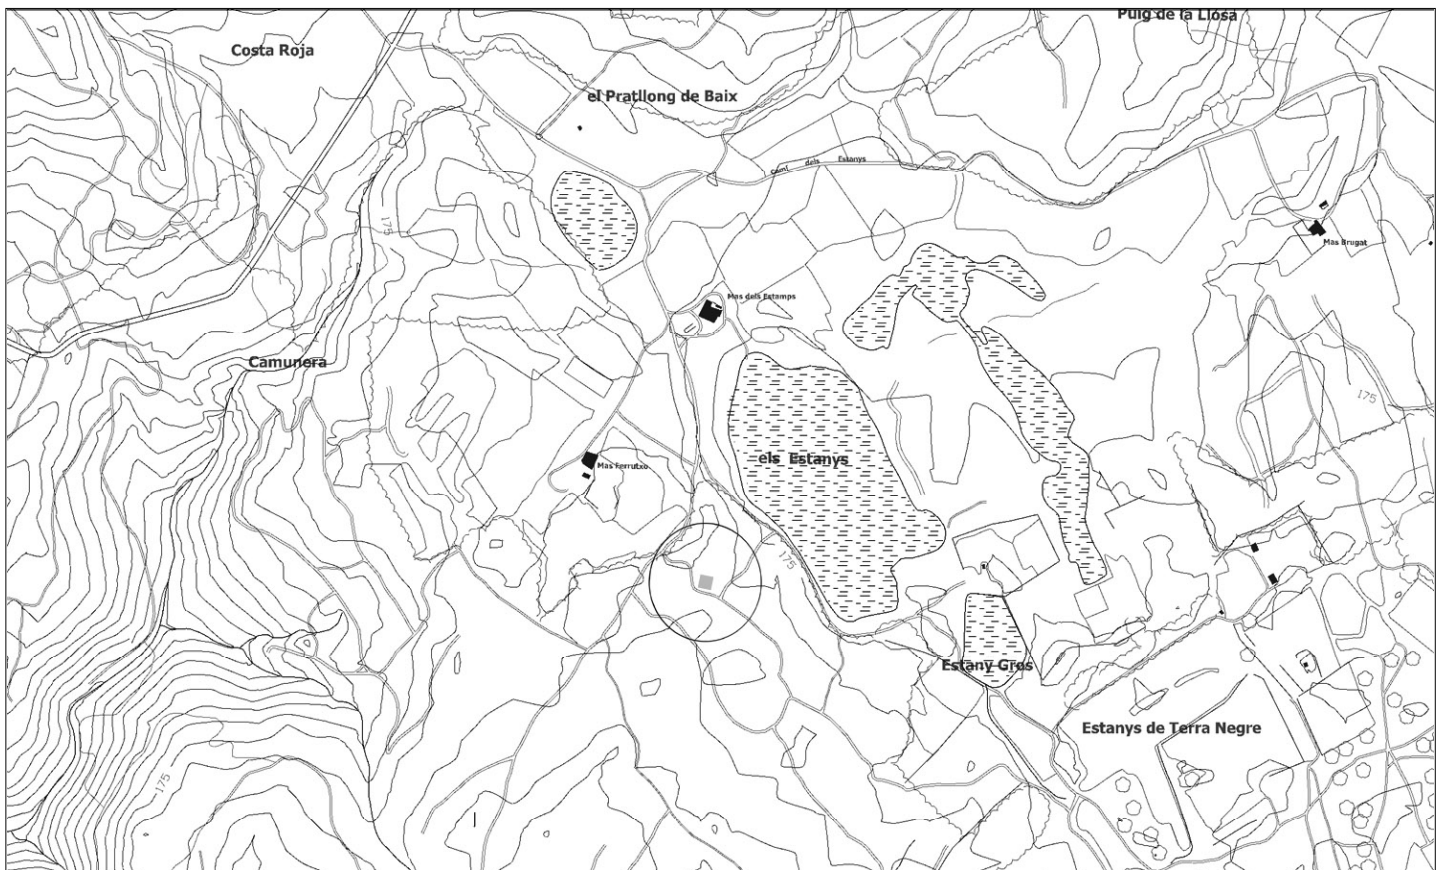 Puig de la Llosa
Costa Roja
el Pratllong de Baix
Camí dels Estanys
175
Mas Brugat
Mas dels Estamps
Camunera
175
els Estanys
Mas Ferrutxo
175
Estany Gros
Estanys de Terra Negre
175